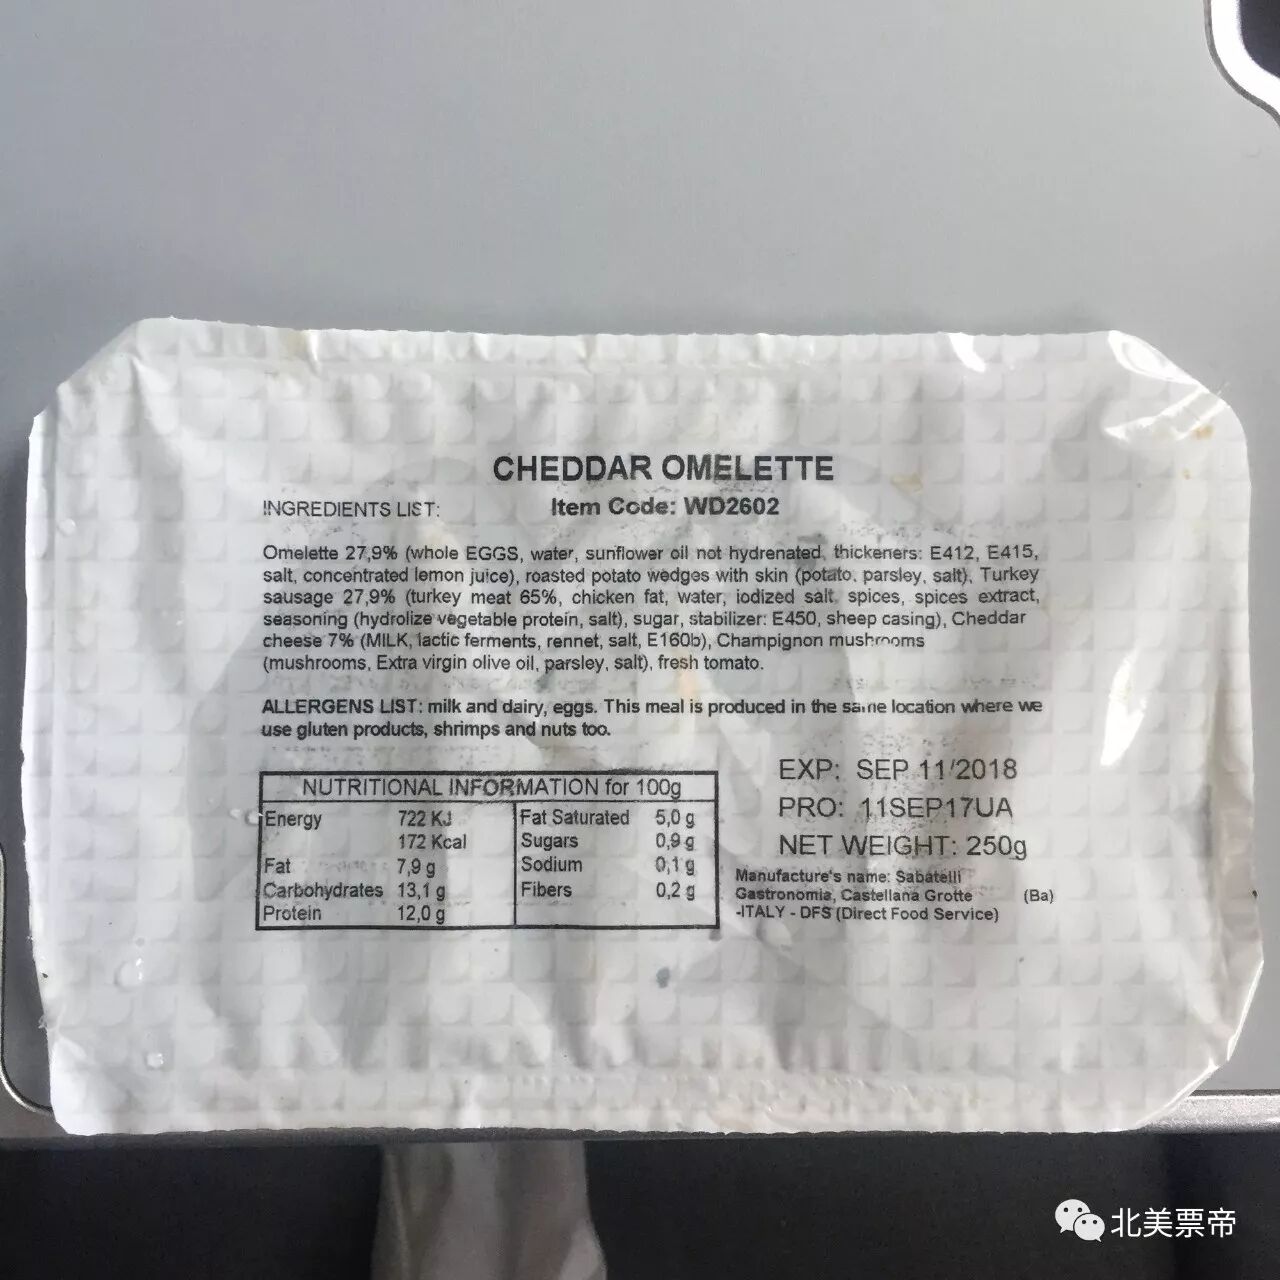 CHEDDAR OMELETTE
INGREDIENTS LIST: Item Code: WD2602
Omelette 27,9% (whole EGGS, water, sunflower oil not hydrenated, thickeners: E412, E415,
salt, concentrated lemon juice), roasted potato wedges with skin (potato, parsley, salt), Turkey
sausage 27,9% (turkey meat 65%, chicken fat, water, iodized salt, spices, spices extract,
seasoning (hydrolize vegetable protein, salt), sugar, stabilizer: E450, sheep casing), Cheddar
cheese 7% (MILK, lactic ferments, rennet, salt, E160b), Champignon mushrooms
(mushrooms, Extra virgin olive oil, parsley, salt), fresh tomato.
ALLERGENS LIST: milk and dairy, eggs. This meal is produced in the same location where we
use gluten products, shrimps and nuts too.
NUTRITIONAL INFORMATION for 100g
Energy 722 KJ
172 Kcal
Fat 7,9 g
Carbohydrates 13,1 g
Protein 12,0 g
Fat Saturated 5,0 g
Sugars 0,9 g
Sodium 0,1 g
Fibers 0,2 g
EXP: SEP 11/2018
PRO: 11SEP17UA
NET WEIGHT: 250g
Manufacture's name: Sabatelli
Gastronomia, Castellana Grotte (Ba)
-ITALY - DFS (Direct Food Service)
北美票帝